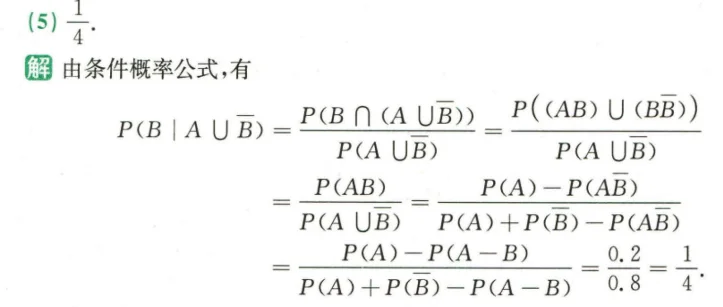 (5) 1/4.
解 由条件概率公式,有
P(B | A ∪ B̅) = P(B ∩ (A ∪ B̅)) / P(A ∪ B̅) = P((AB) ∪ (BB̅)) / P(A ∪ B̅)
= P(AB) / P(A ∪ B̅) = (P(A) − P(AB̅)) / (P(A) + P(B̅) − P(AB̅))
= (P(A) − P(A − B)) / (P(A) + P(B̅) − P(A − B)) = 0.2/0.8 = 1/4.